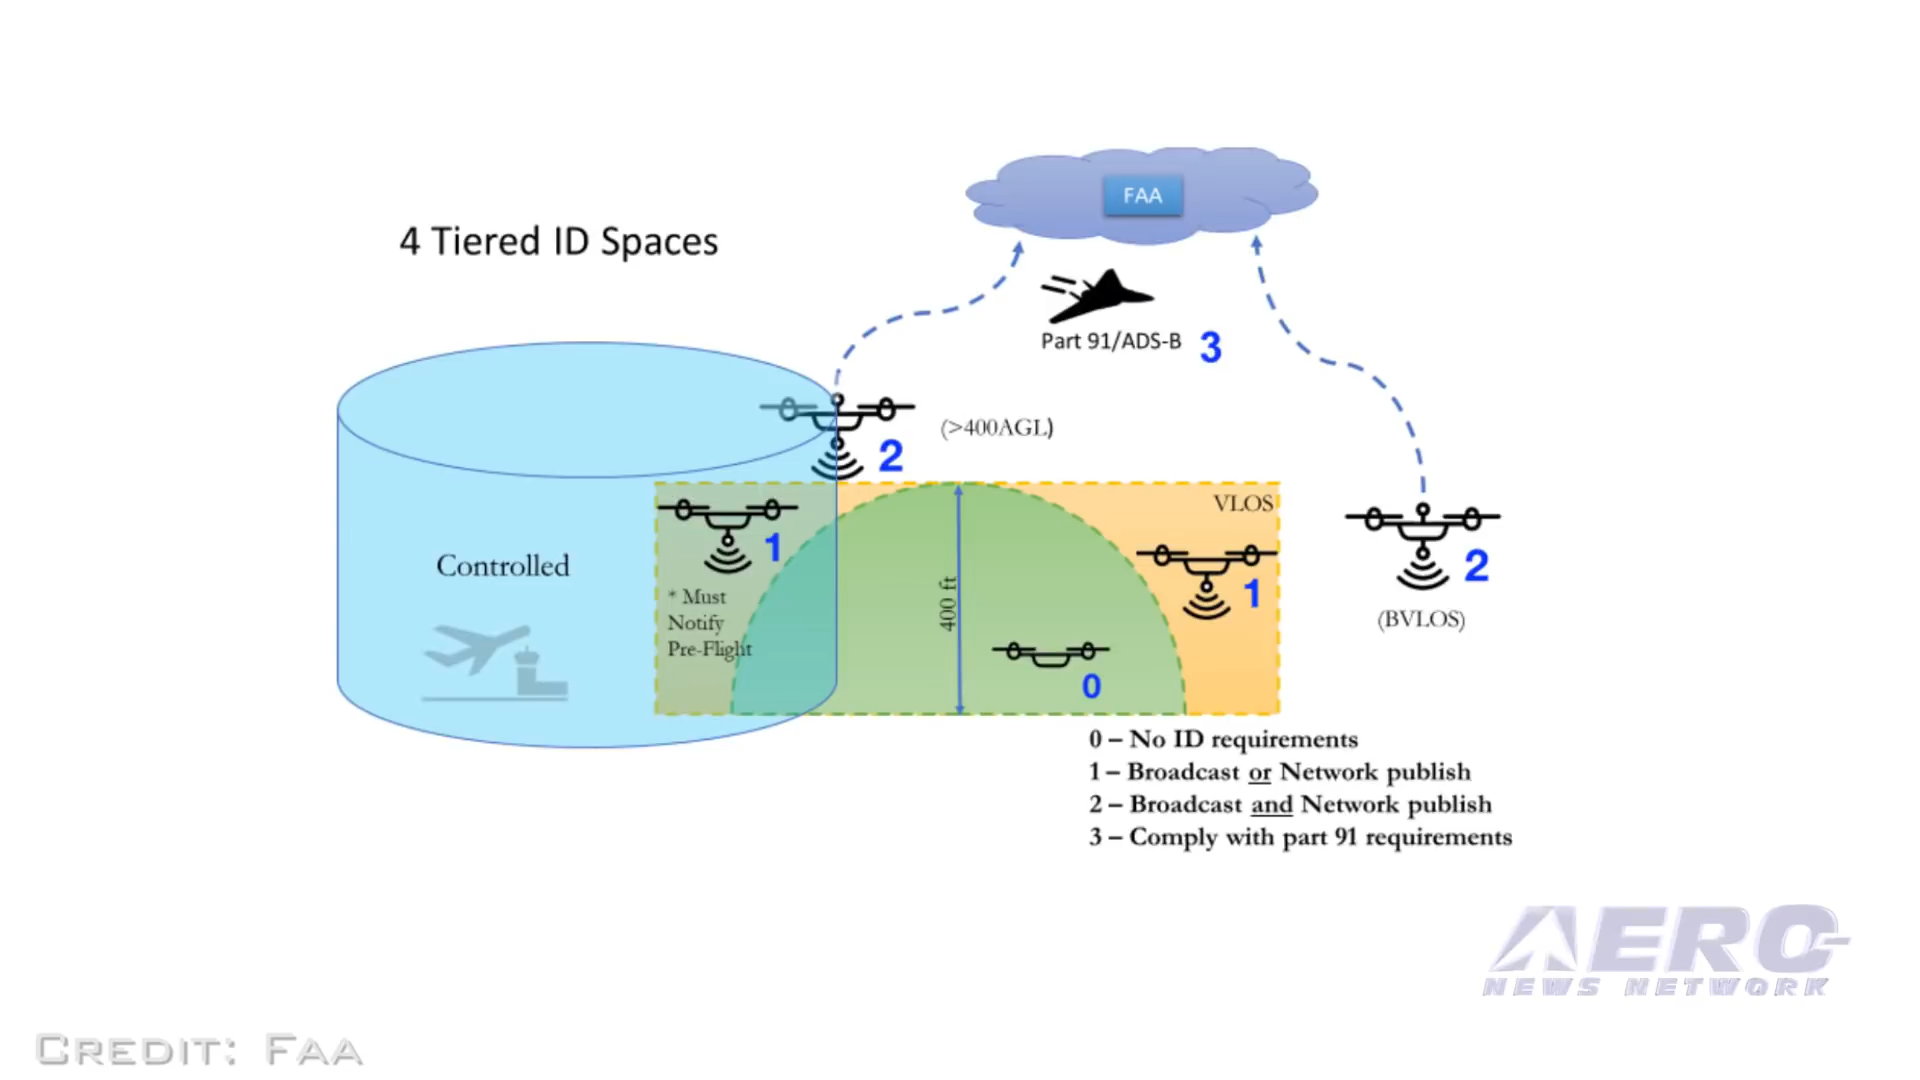 FAA
4 Tiered ID Spaces
Part 91/ADS-B 3
(>400AGL)
2
VLOS
1
Controlled
* Must
Notify
Pre-Flight
400 ft
0
1
2
(BVLOS)
0 – No ID requirements
1 – Broadcast or Network publish
2 – Broadcast and Network publish
3 – Comply with part 91 requirements
AERO
NEWS NETWORK
CREDIT: FAA